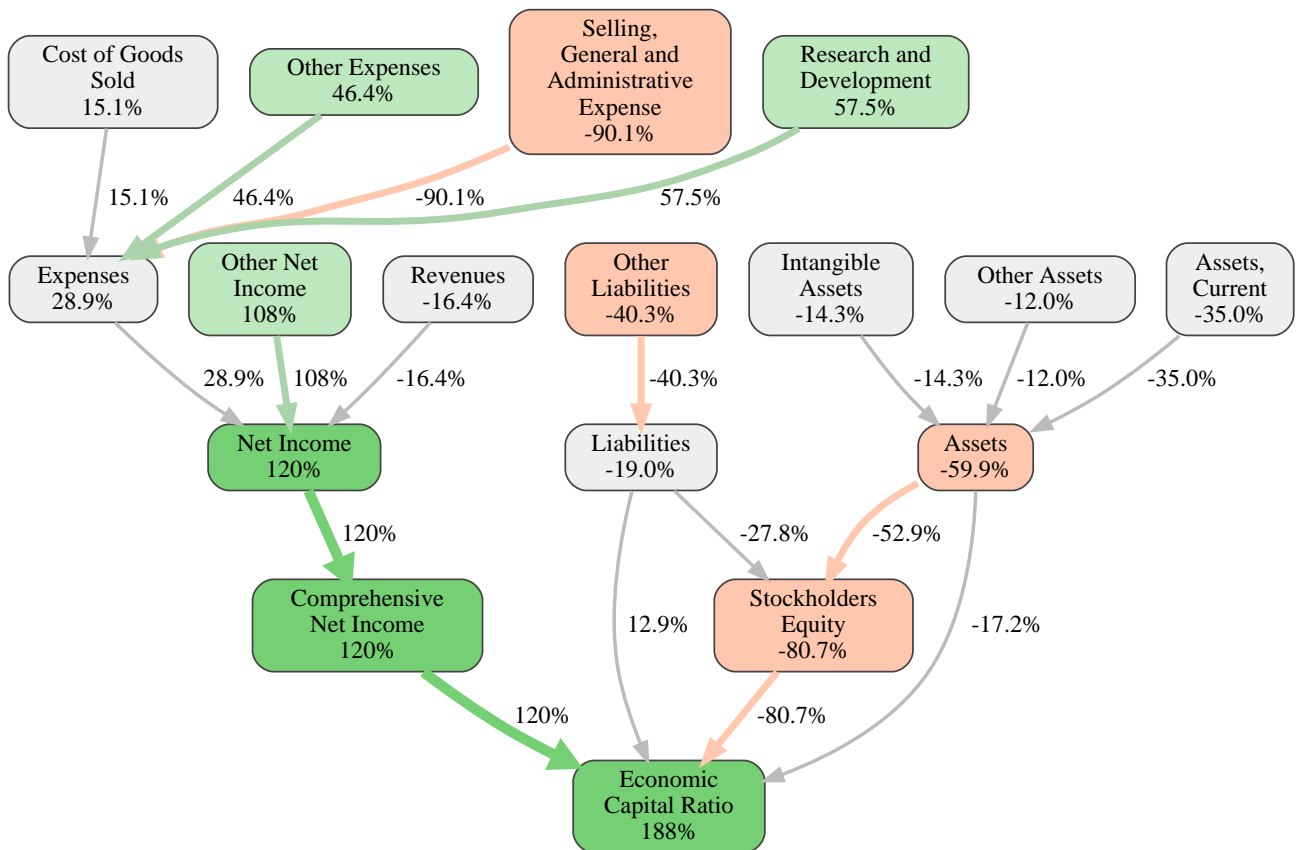 Cost of Goods
Sold
15.1%
Other Expenses
46.4%
Selling,
General and
Administrative
Expense
-90.1%
Research and
Development
57.5%
15.1%
46.4%
-90.1%
57.5%
Expenses
28.9%
Other Net
Income
108%
Revenues
-16.4%
Other
Liabilities
-40.3%
Intangible
Assets
-14.3%
Other Assets
-12.0%
Assets,
Current
-35.0%
28.9%
108%
-16.4%
-40.3%
-14.3%
-12.0%
-35.0%
Net Income
120%
Liabilities
-19.0%
Assets
-59.9%
120%
-27.8%
-52.9%
Comprehensive
Net Income
120%
12.9%
Stockholders
Equity
-80.7%
-17.2%
120%
-80.7%
Economic
Capital Ratio
188%